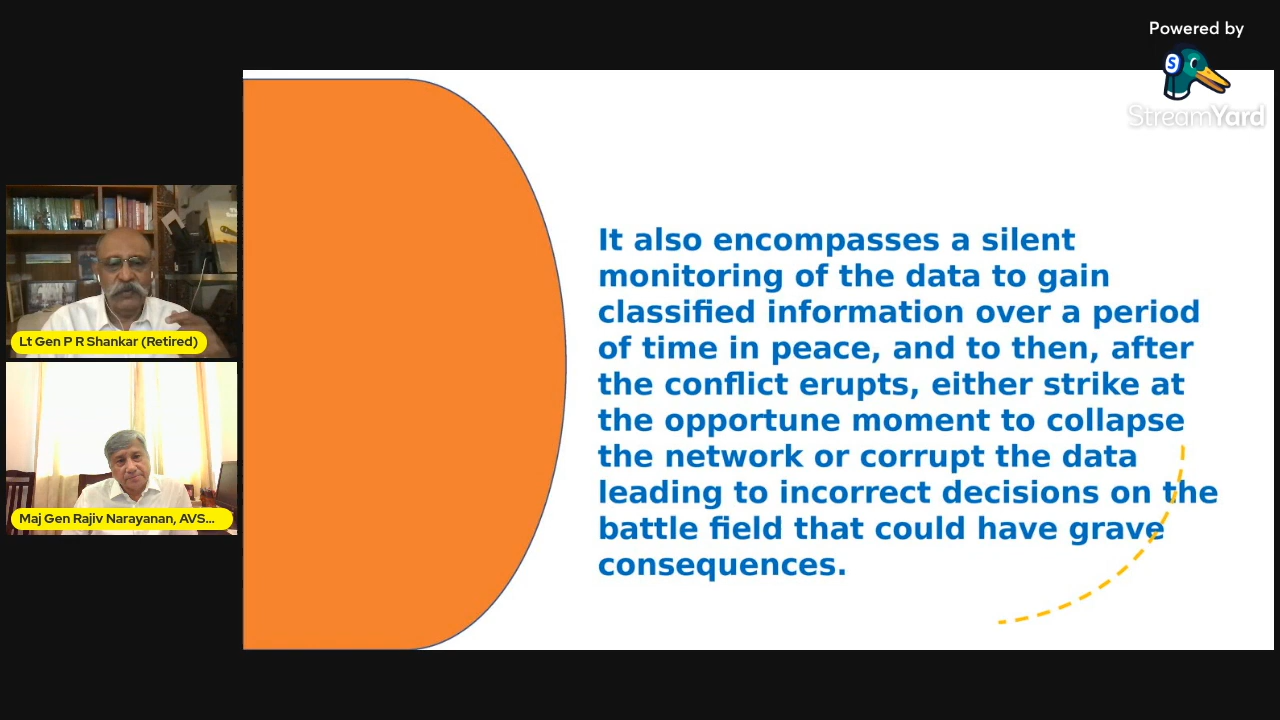 Powered by
StreamYard
It also encompasses a silent
monitoring of the data to gain
classified information over a period
of time in peace, and to then, after
the conflict erupts, either strike at
the opportune moment to collapse
the network or corrupt the data
leading to incorrect decisions on the
battle field that could have grave
consequences.
Lt Gen P R Shankar (Retired)
Maj Gen Rajiv Narayanan, AVS...